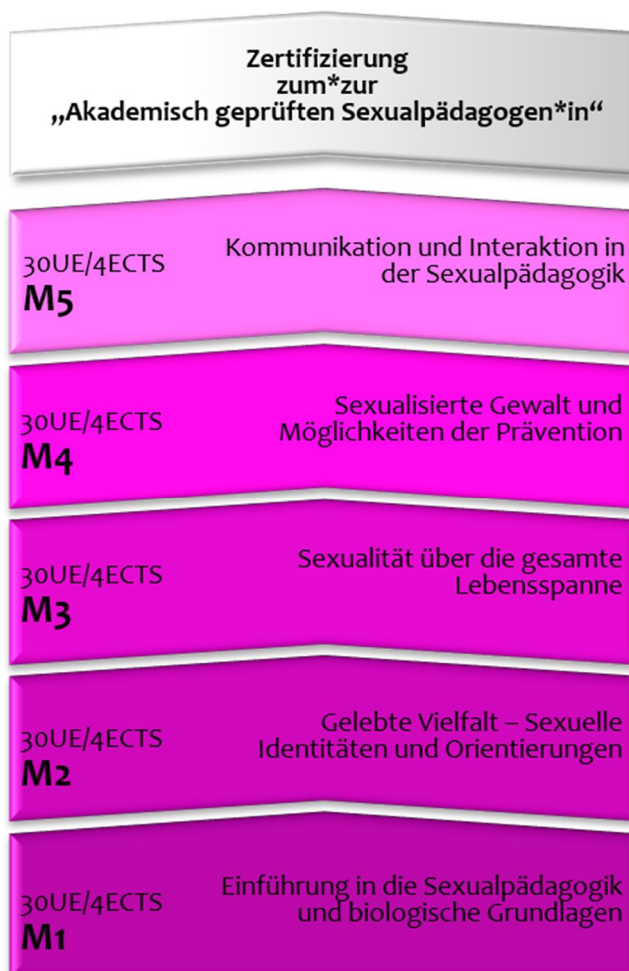 Zertifizierung
zum*zur
„Akademisch geprüften Sexualpädagogen*in“
30UE/4ECTS
M5
Kommunikation und Interaktion in
der Sexualpädagogik
30UE/4ECTS
M4
Sexualisierte Gewalt und
Möglichkeiten der Prävention
30UE/4ECTS
M3
Sexualität über die gesamte
Lebensspanne
30UE/4ECTS
M2
Gelebte Vielfalt – Sexuelle
Identitäten und Orientierungen
30UE/4ECTS
M1
Einführung in die Sexualpädagogik
und biologische Grundlagen